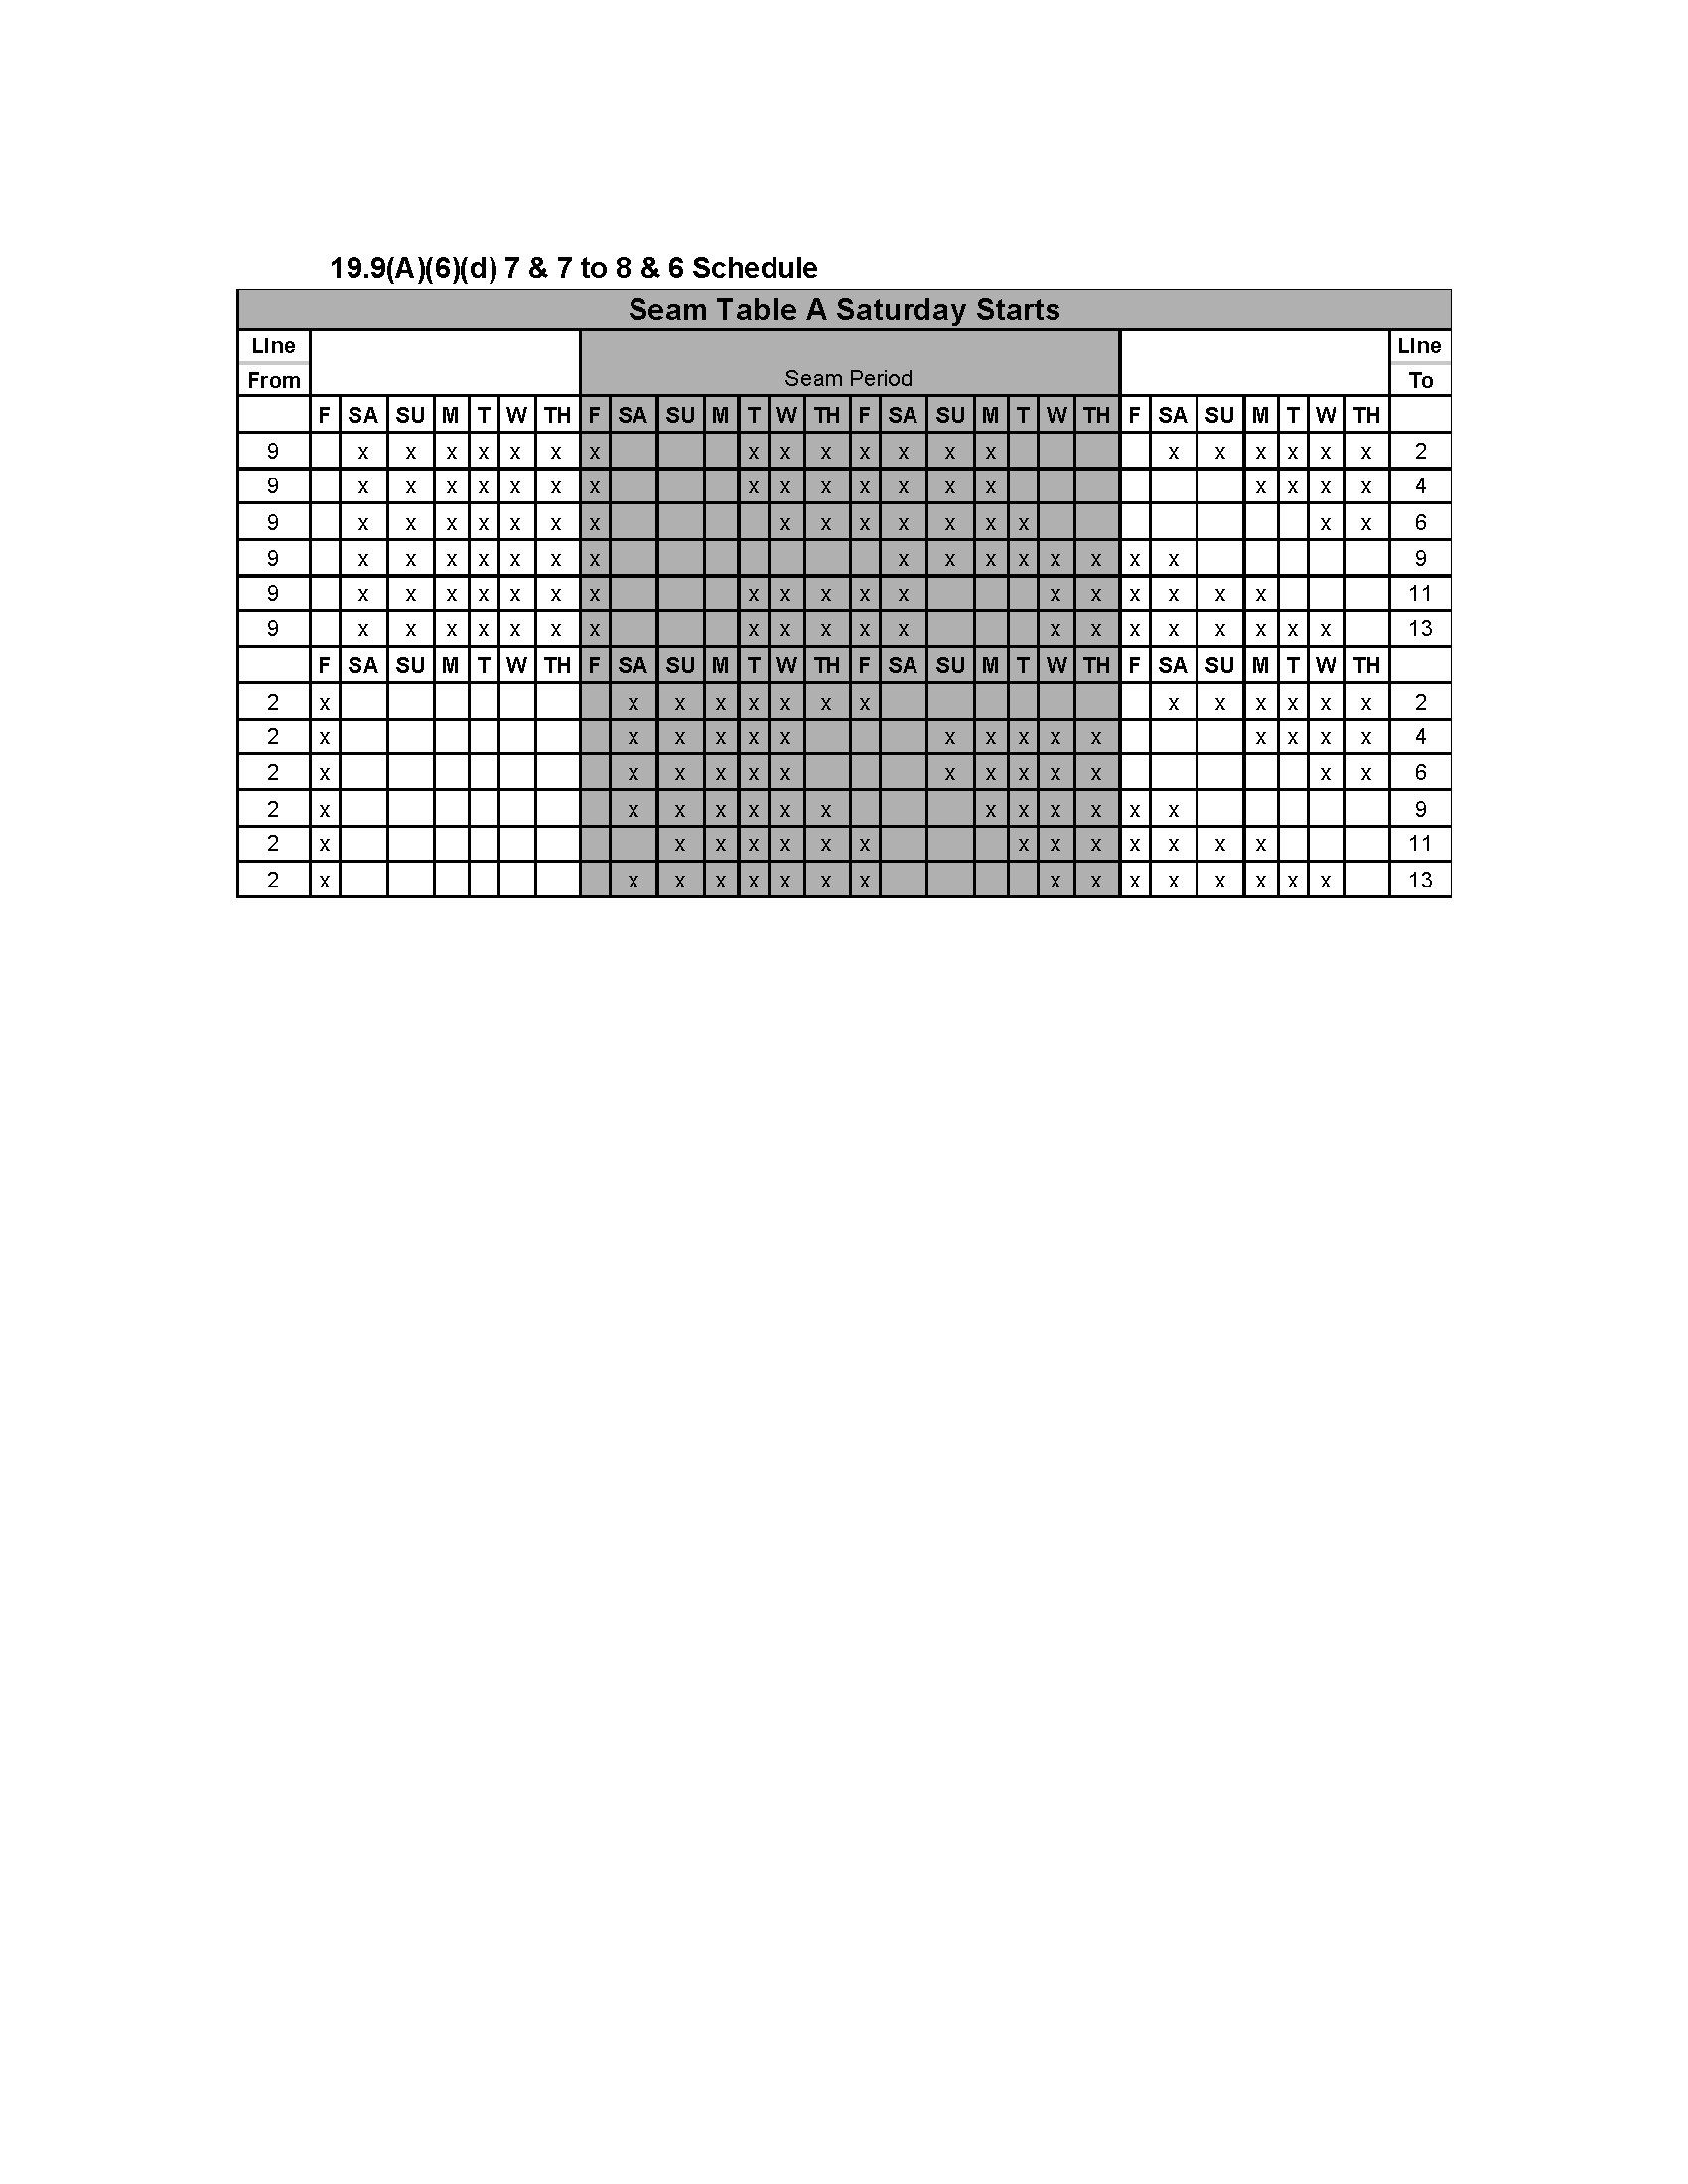 19.9(A)(6)(d) 7 & 7 to 8 & 6 Schedule
Seam Table A Saturday Starts
Line Line
From Seam Period To
F SA SU M T W TH F SA SU M T W TH F SA SU M T W TH F SA SU M T W TH
9 x x x x x x x x x x x x x x x x x x x x 2
9 x x x x x x x x x x x x x x x x x x 4
9 x x x x x x x x x x x x x x x x 6
9 x x x x x x x x x x x x x x x 9
9 x x x x x x x x x x x x x x x x x x 11
9 x x x x x x x x x x x x x x x x x x x x 13
F SA SU M T W TH F SA SU M T W TH F SA SU M T W TH F SA SU M T W TH
2 x x x x x x x x x x x x x x 2
2 x x x x x x x x x x x x x x x 4
2 x x x x x x x x x x x x x 6
2 x x x x x x x x x x x x x 9
2 x x x x x x x x x x x x x x 11
2 x x x x x x x x x x x x x x x x 13